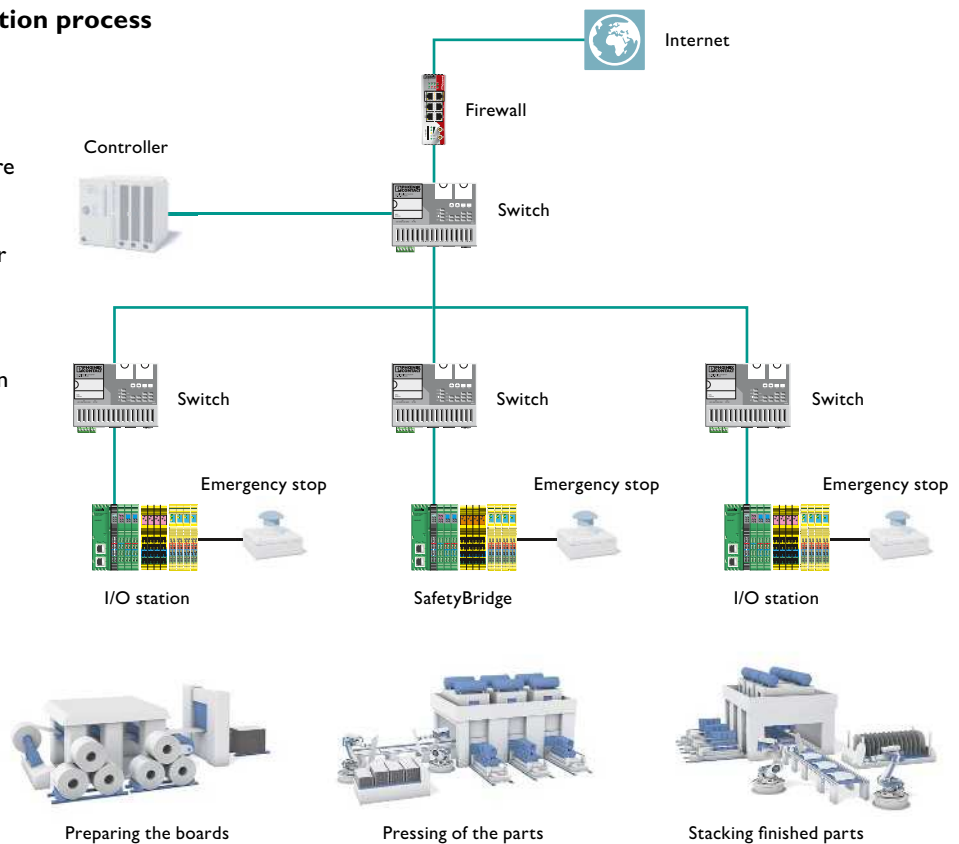 tion process
Internet
Firewall
Controller
re
Switch
r
n
Switch
Switch
Switch
Emergency stop
Emergency stop
Emergency stop
I/O station
SafetyBridge
I/O station
Preparing the boards
Pressing of the parts
Stacking finished parts